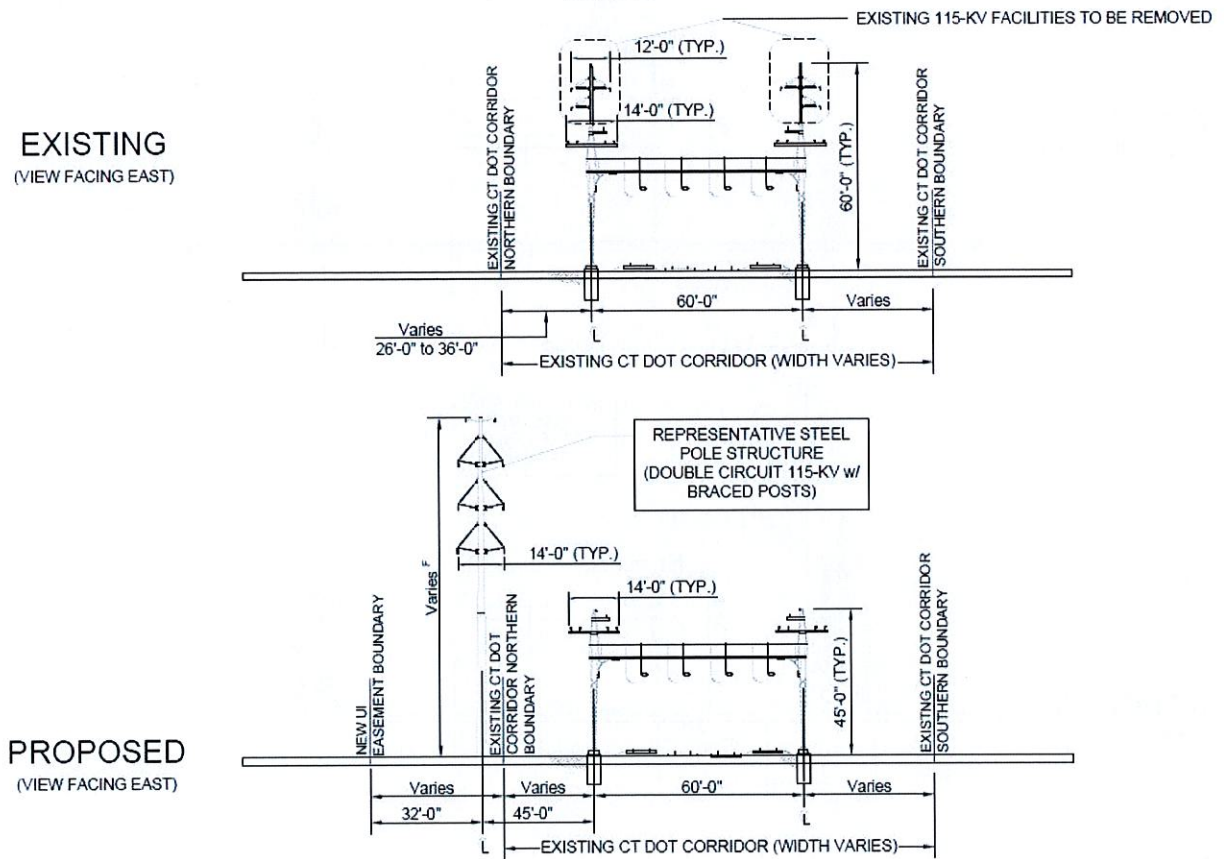 EXISTING 115-KV FACILITIES TO BE REMOVED
12'-0" (TYP.)
14'-0" (TYP.)
EXISTING
(VIEW FACING EAST)
EXISTING CT DOT CORRIDOR
NORTHERN BOUNDARY
60'-0" (TYP.)
EXISTNG CT DOT CORRIDOR
SOUTHERN BOUNDARY
60'-0"
Varies
Varies
26'-0" to 36'-0"
L
L
EXISTING CT DOT CORRIDOR (WIDTH VARIES)
REPRESENTATIVE STEEL
POLE STRUCTURE
(DOUBLE CIRCUIT 115-KV w/
BRACED POSTS)
14'-0" (TYP.)
14'-0" (TYP.)
Varies F
NEW UI
EASEMENT BOUNDARY
EXISTING CT DOT
CORRIDOR NORTHERN
BOUNDARY
45'-0" (TYP.)
EXISTNG CT DOT CORRIDOR
SOUTHERN BOUNDARY
PROPOSED
(VIEW FACING EAST)
Varies
Varies
60'-0"
Varies
32'-0"
45'-0"
L
L
EXISTING CT DOT CORRIDOR (WIDTH VARIES)